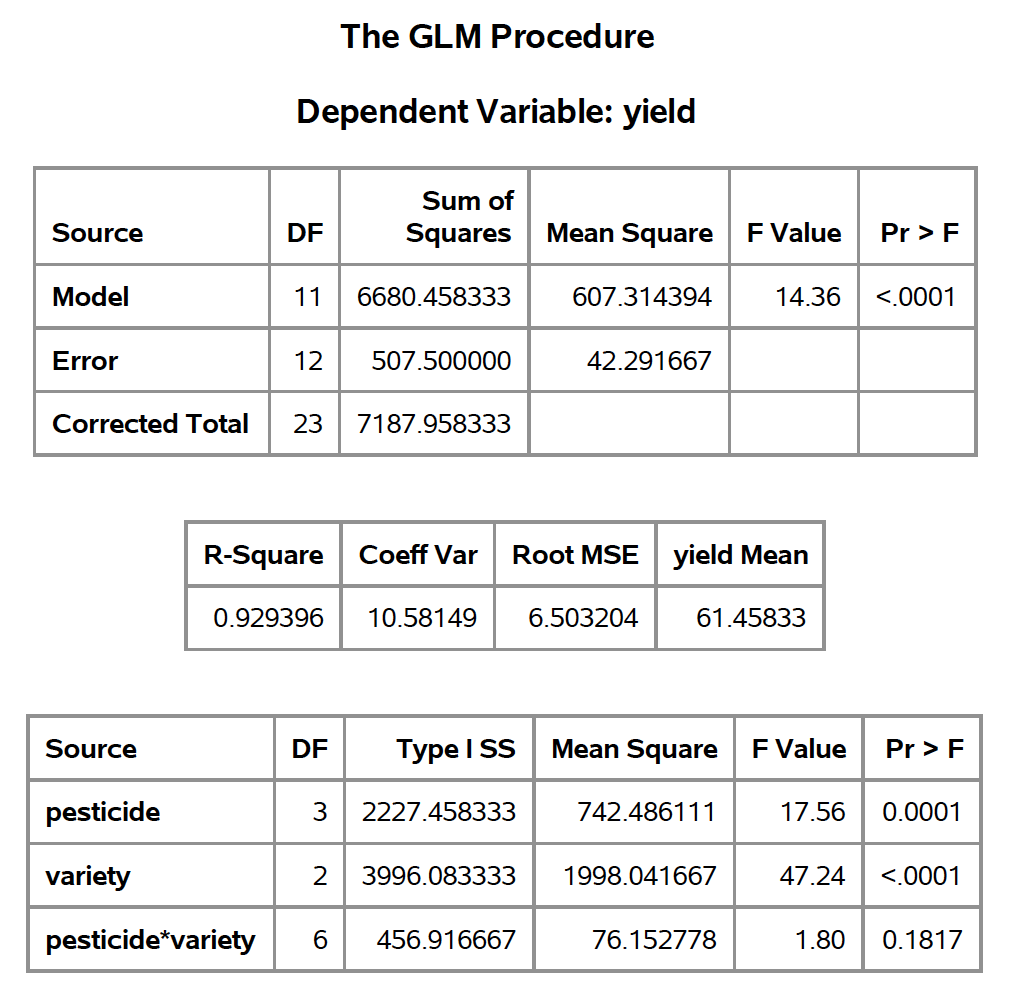 The GLM Procedure
Dependent Variable: yield
Source DF Sum of Squares Mean Square F Value Pr > F
Model 11 6680.458333 607.314394 14.36 <.0001
Error 12 507.500000 42.291667
Corrected Total 23 7187.958333
R-Square Coeff Var Root MSE yield Mean
0.929396 10.58149 6.503204 61.45833
Source DF Type I SS Mean Square F Value Pr > F
pesticide 3 2227.458333 742.486111 17.56 0.0001
variety 2 3996.083333 1998.041667 47.24 <.0001
pesticide*variety 6 456.916667 76.152778 1.80 0.1817